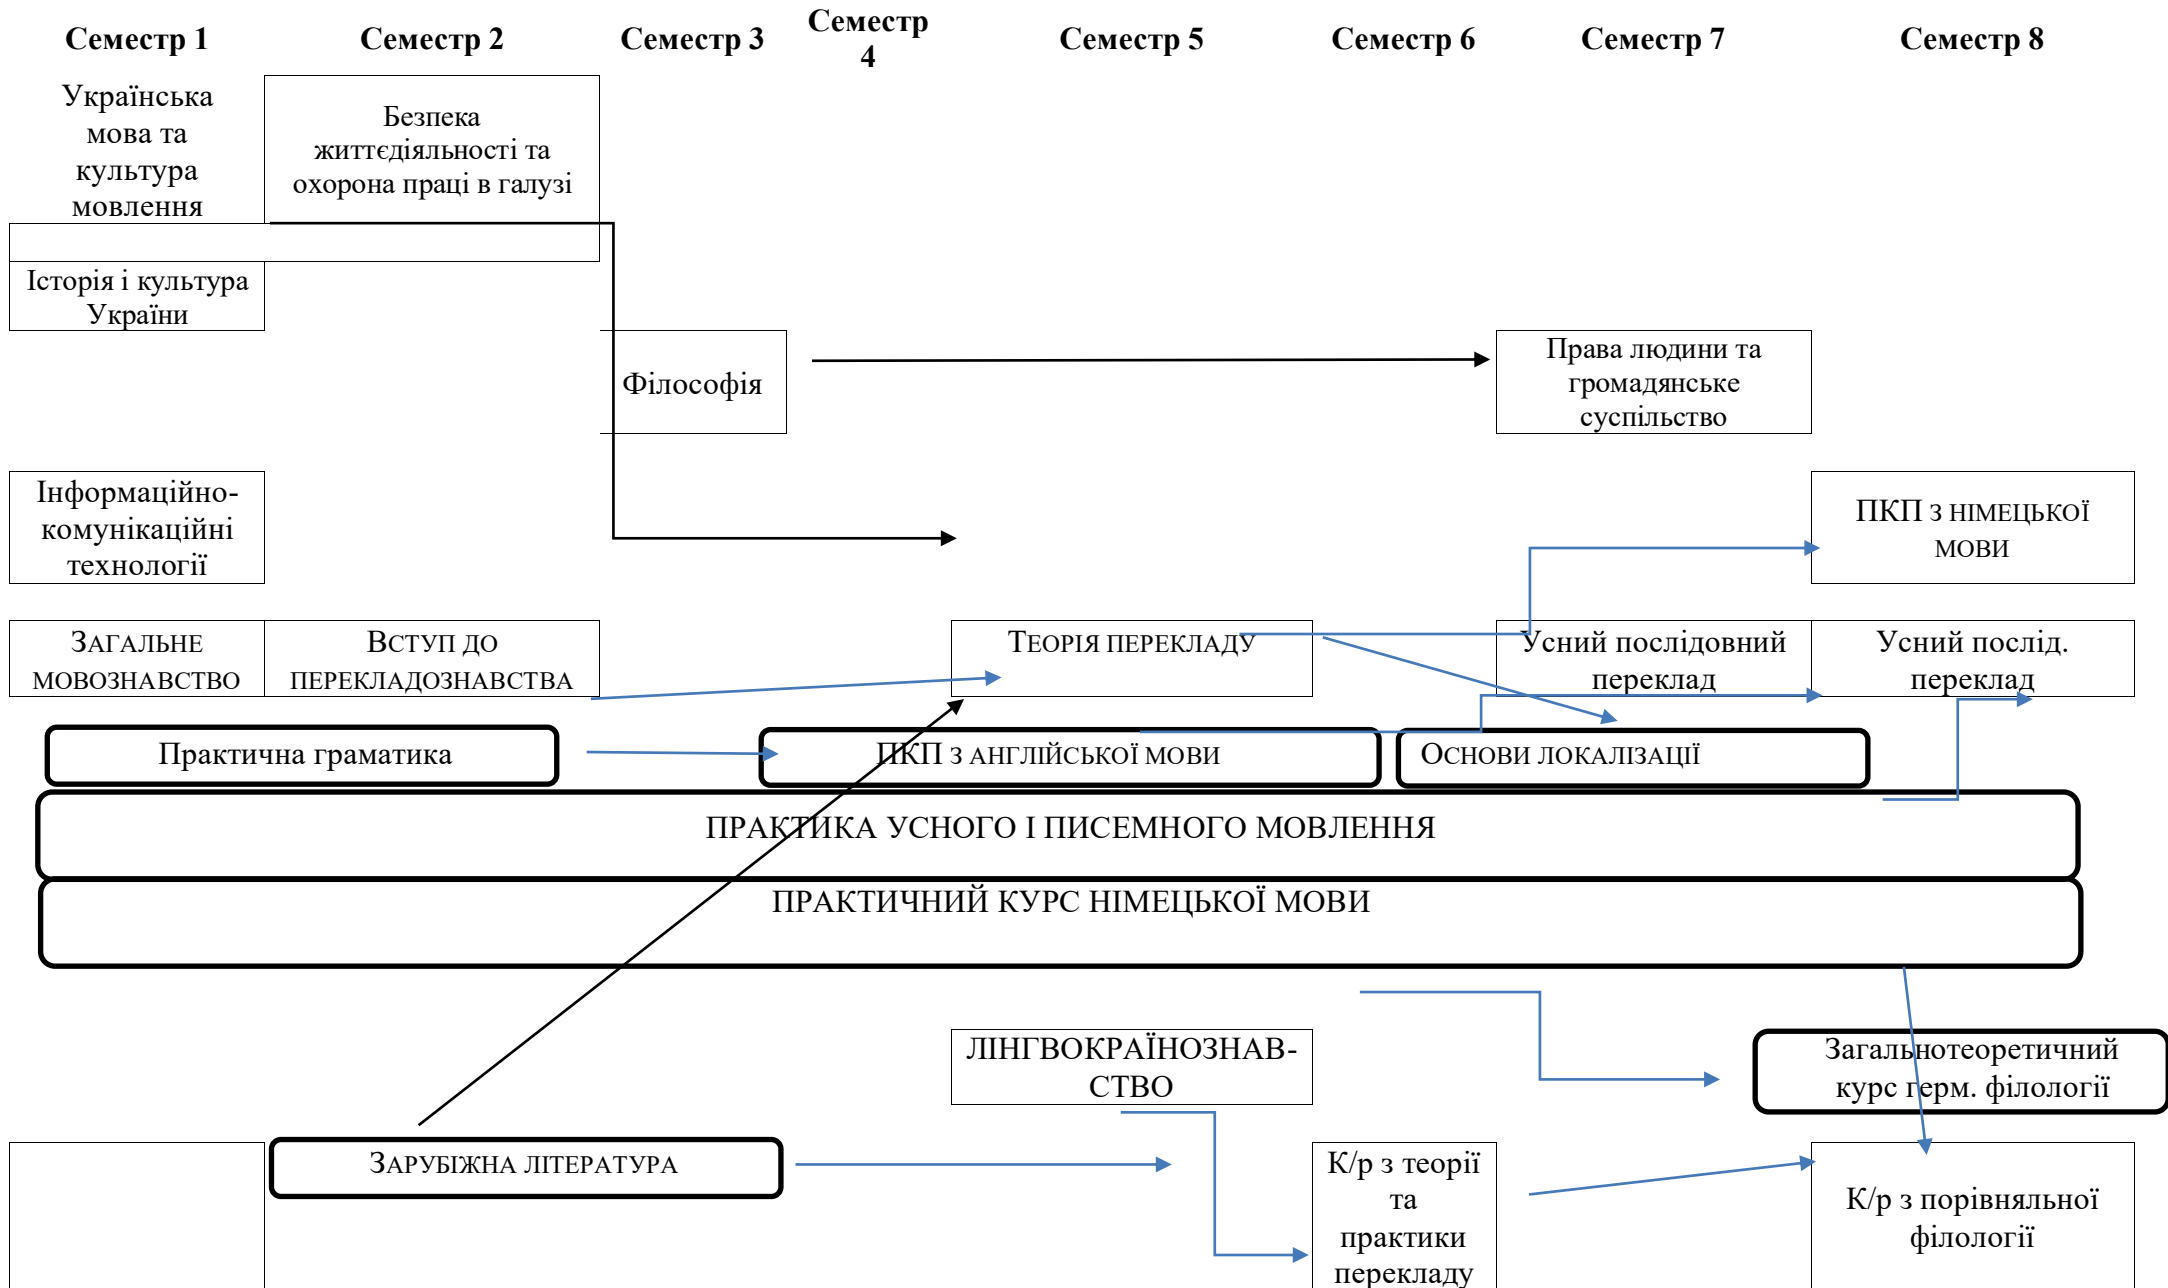 Семестр 1
Семестр 2
Семестр 3
Семестр
4
Семестр 5
Семестр 6
Семестр 7
Семестр 8
Українська
мова та
культура
мовлення
Безпека
життєдіяльності та
охорона праці в галузі
Історія і культура
України
Філософія
Права людини та
громадянське
суспільство
Інформаційно-
комунікаційні
технології
ПКП з НІМЕЦЬКОЇ
МОВИ
ЗАГАЛЬНЕ
МОВОЗНАВСТВО
ВСТУП ДО
ПЕРЕКЛАДОЗНАВСТВА
ТЕОРІЯ ПЕРЕКЛАДУ
Усний послідовний
переклад
Усний послід.
переклад
Практична граматика
ПКП З АНГЛІЙСЬКОЇ МОВИ
ОСНОВИ ЛОКАЛІЗАЦІЇ
ПРАКТИКА УСНОГО І ПИСЕМНОГО МОВЛЕННЯ
ПРАКТИЧНИЙ КУРС НІМЕЦЬКОЇ МОВИ
ЛІНГВОКРАЇНОЗНАВ-
СТВО
Загальнотеоретичний
курс герм. філології
ЗАРУБІЖНА ЛІТЕРАТУРА
К/р з теорії
та
практики
перекладу
К/р з порівняльної
філології